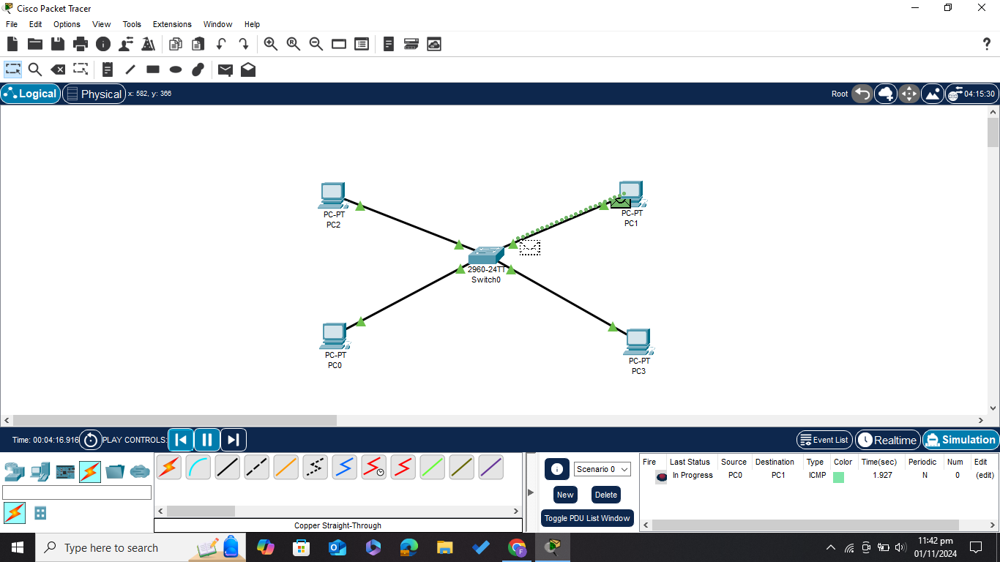 Cisco Packet Tracer
File Edit Options View Tools Extensions Window Help
Logical Physical x: 582, y: 366 Root 04:15:30
PC-PT
PC2
PC-PT
PC1
2960-24TT
Switch0
PC-PT
PC0
PC-PT
PC3
Time: 00:04:16.916 PLAY CONTROLS: Event List Realtime Simulation
Scenario 0
New Delete
Toggle PDU List Window
Fire Last Status Source Destination Type Color Time(sec) Periodic Num Edit
In Progress PC0 PC1 ICMP 1.927 N 0 (edit)
Copper Straight-Through
Type here to search
11:42 pm
01/11/2024